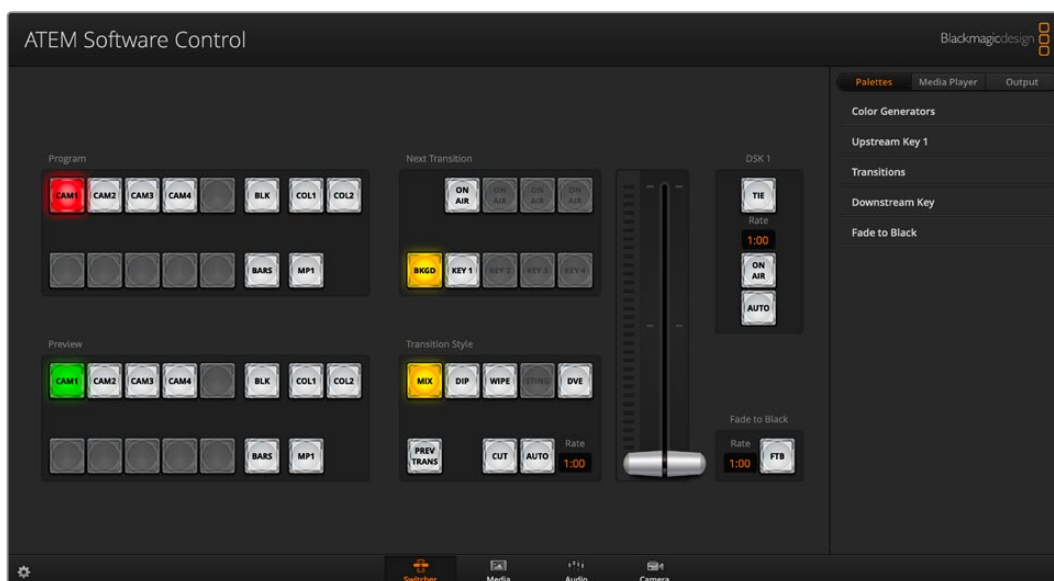 ATEM Software Control
Blackmagicdesign
Palettes Media Player Output
Color Generators
Upstream Key 1
Transitions
Downstream Key
Fade to Black
Program
CAM1 CAM2 CAM3 CAM4 BLK COL1 COL2
BARS MP1
Next Transition
ON AIR ON AIR ON AIR ON AIR
BKGD KEY 1 KEY 2 KEY 3 KEY 4
DSK 1
TIE
Rate
1:00
ON AIR
AUTO
Preview
CAM1 CAM2 CAM3 CAM4 BLK COL1 COL2
BARS MP1
Transition Style
MIX DIP WIPE STING DVE
PREV TRANS CUT AUTO Rate 1:00
Fade to Black
Rate
1:00 FTB
Switcher Media Audio Camera